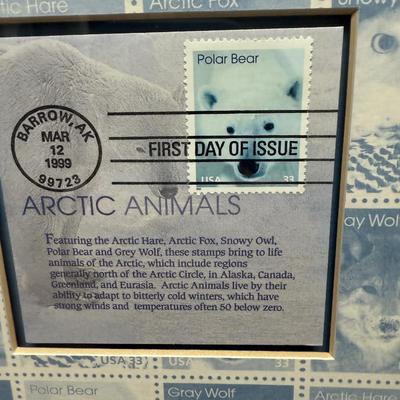 Arctic Hare
Arctic Fox
Polar Bear
BARROW, AK
MAR
12
1999
99723
FIRST DAY OF ISSUE
USA 33
ARCTIC ANIMALS
Featuring the Arctic Hare, Arctic Fox, Snowy Owl,
Polar Bear and Grey Wolf, these stamps bring to life
animals of the Arctic, which include regions
generally north of the Arctic Circle, in Alaska, Canada,
Greenland, and Eurasia. Arctic Animals live by their
ability to adapt to bitterly cold winters, which have
strong winds and temperatures often 50 below zero.
Gray Wolf
USA 33
33
Arctic Hare
Polar Bear
Gray Wolf